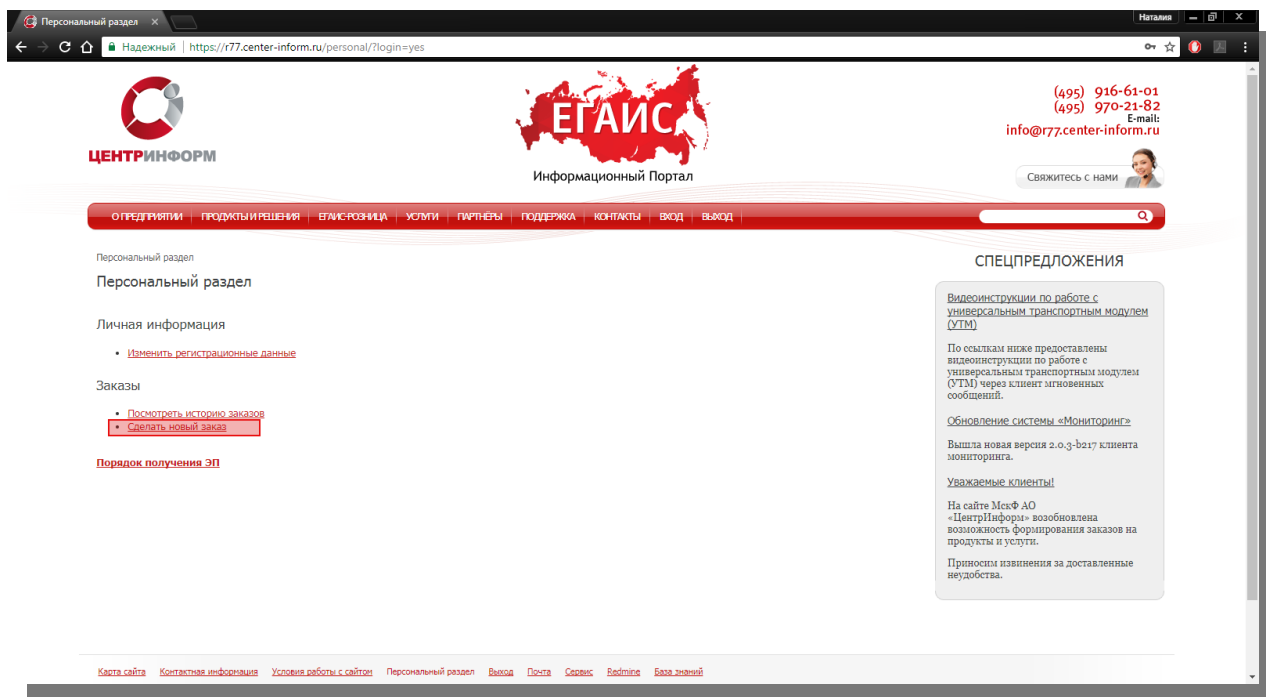 Персональный раздел
Наталия
Надежный https://r77.center-inform.ru/personal/?login=yes
ЦЕНТРИНФОРМ
ЕГАИС
Информационный Портал
(495) 916-61-01
(495) 970-21-82
E-mail:
info@r77.center-inform.ru
Свяжитесь с нами
О ПРЕДПРИЯТИИ ПРОДУКТЫ И РЕШЕНИЯ ЕГАИС-РОЗНИЦА УСЛУГИ ПАРТНЁРЫ ПОДДЕРЖКА КОНТАКТЫ ВХОД ВЫХОД
Персональный раздел
Персональный раздел
Личная информация
Изменить регистрационные данные
Заказы
Посмотреть историю заказов
Сделать новый заказ
Порядок получения ЭП
СПЕЦПРЕДЛОЖЕНИЯ
Видеоинструкции по работе с
универсальным транспортным модулем
(УТМ)
По ссылкам ниже предоставлены
видеоинструкции по работе с
универсальным транспортным модулем
(УТМ) через клиент мгновенных
сообщений.
Обновление системы «Мониторинг»
Вышла новая версия 2.0.3-b217 клиента
мониторинга.
Уважаемые клиенты!
На сайте МскФ АО
«ЦентрИнформ» возобновлена
возможность формирования заказов на
продукты и услуги.
Приносим извинения за доставленные
неудобства.
Карта сайта Контактная информация Условия работы с сайтом Персональный раздел Выход Почта Сервис Redmine База знаний